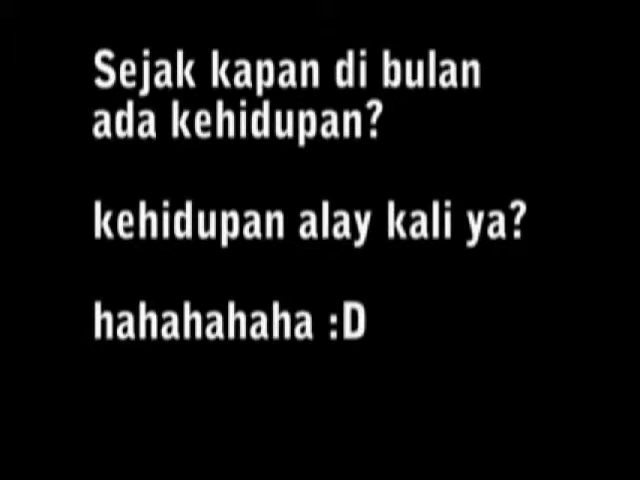 Sejak kapan di bulan
ada kehidupan?
kehidupan alay kali ya?
hahahahaha :D